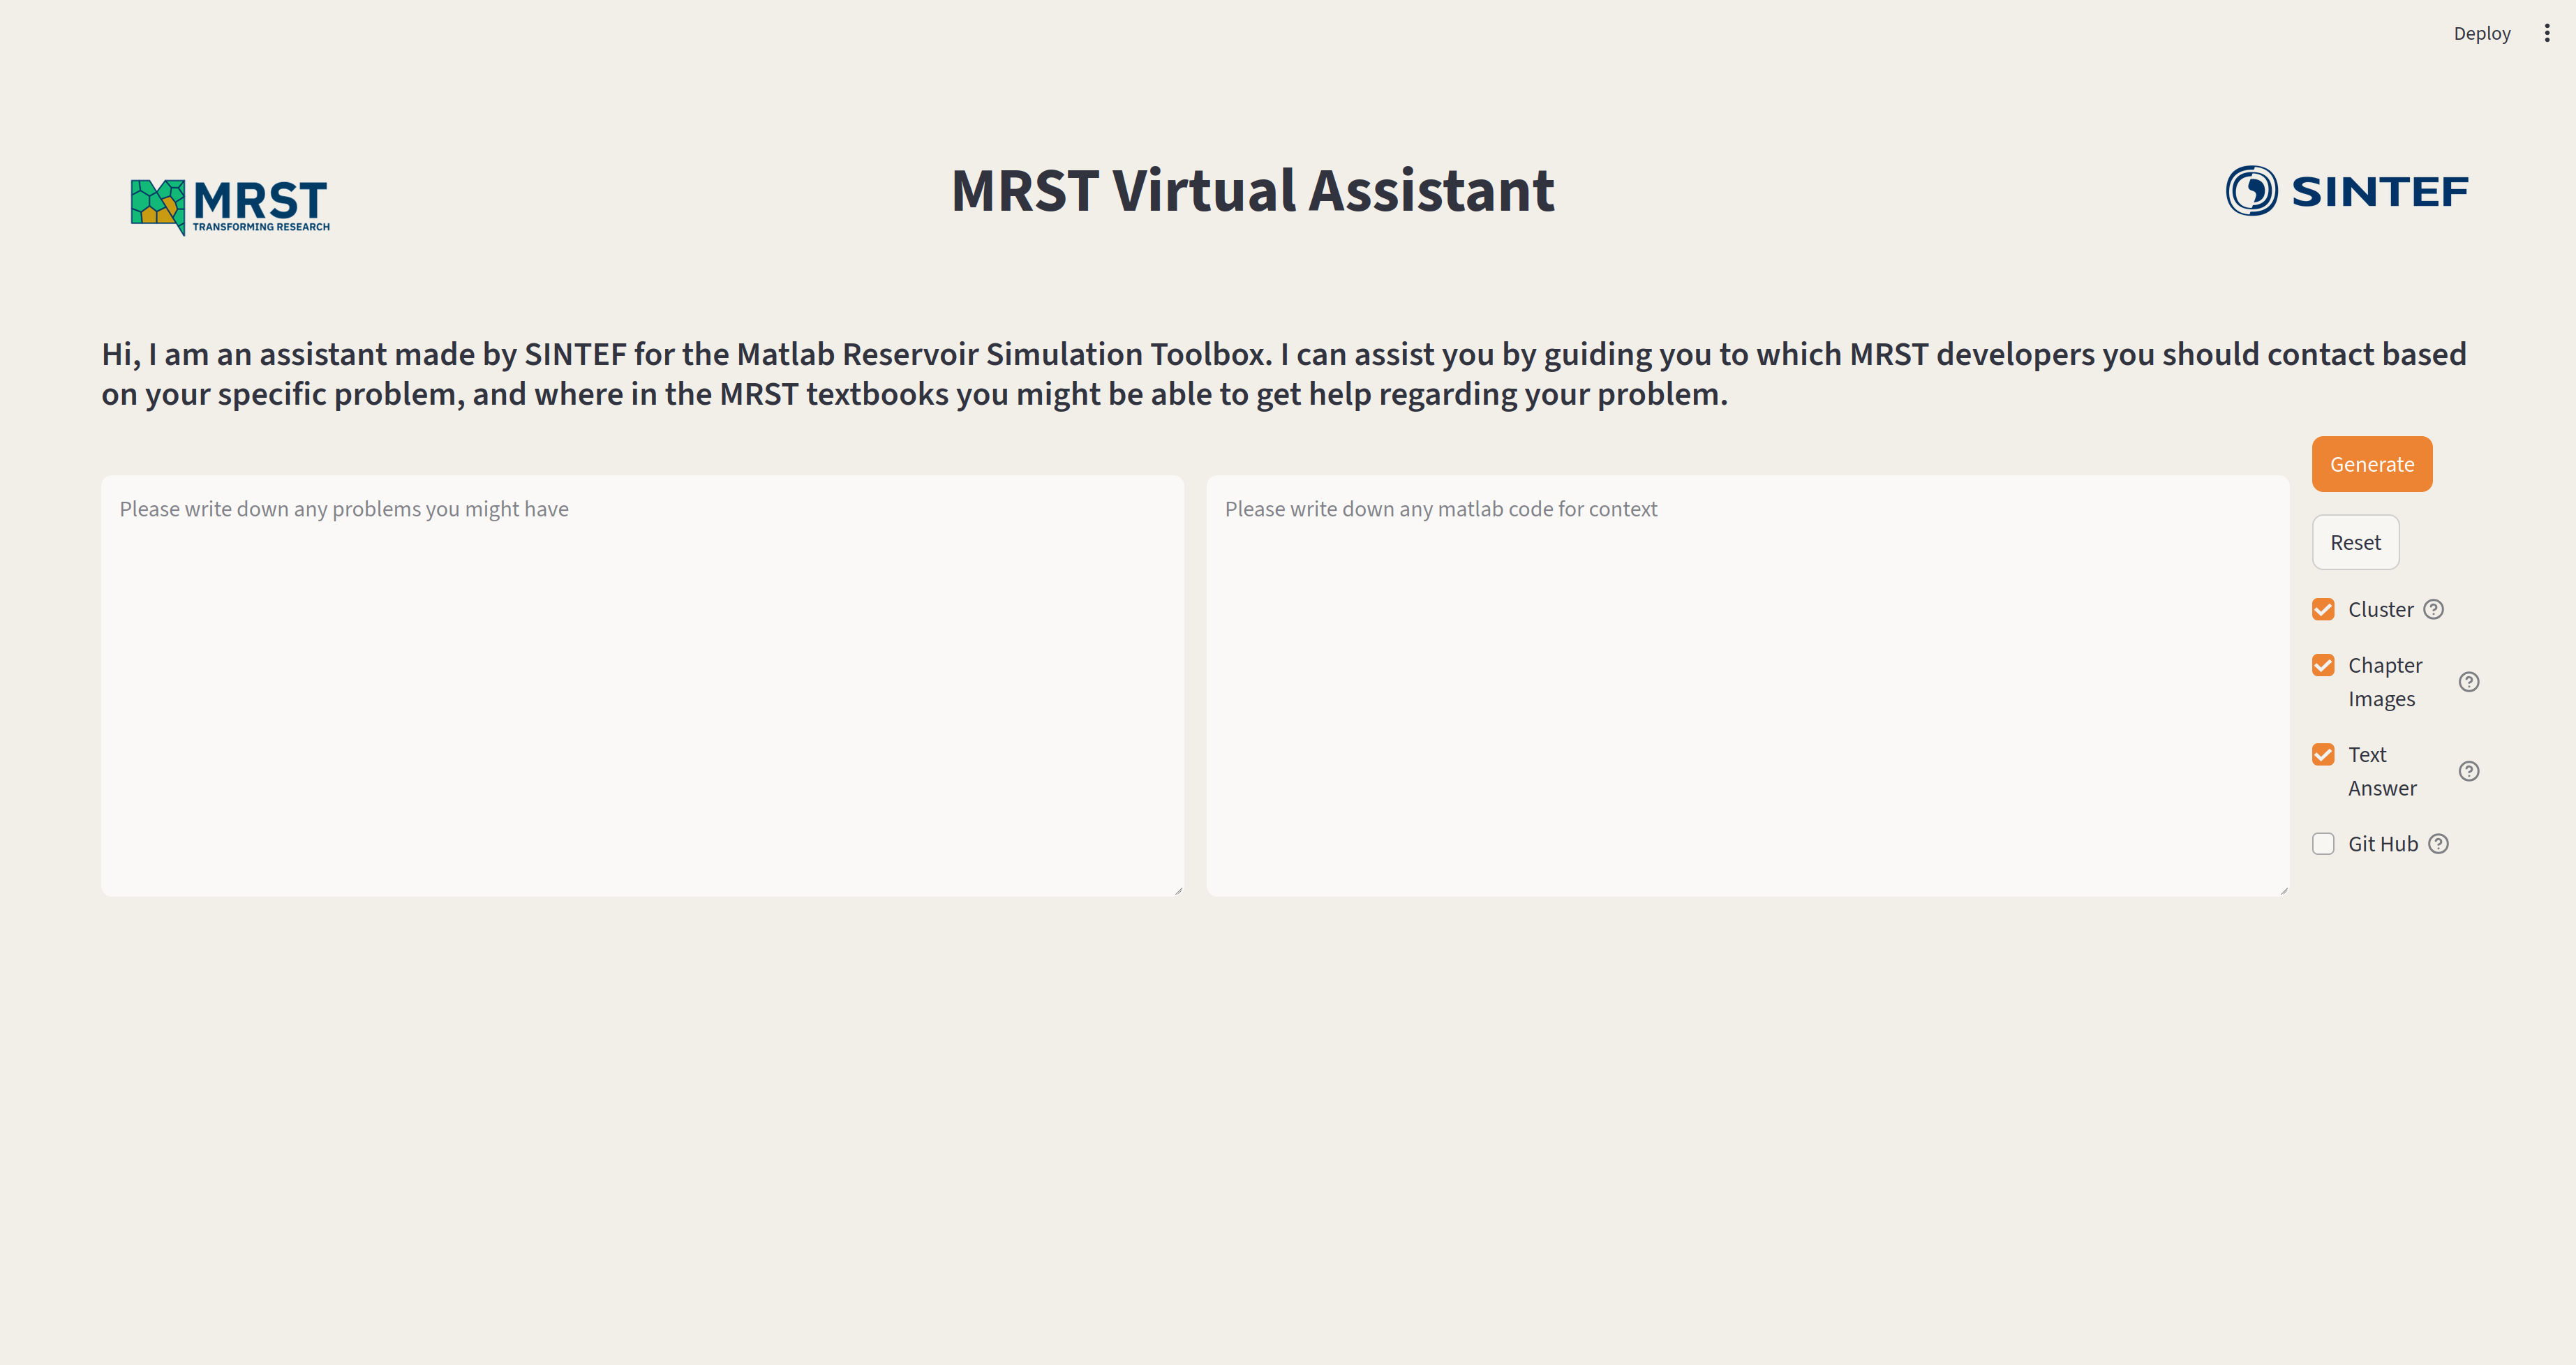 Deploy
MRST
TRANSFORMING RESEARCH
MRST Virtual Assistant
SINTEF
Hi, I am an assistant made by SINTEF for the Matlab Reservoir Simulation Toolbox. I can assist you by guiding you to which MRST developers you should contact based
on your specific problem, and where in the MRST textbooks you might be able to get help regarding your problem.
Please write down any problems you might have
Please write down any matlab code for context
Generate
Reset
Cluster
Chapter
Images
Text
Answer
Git Hub